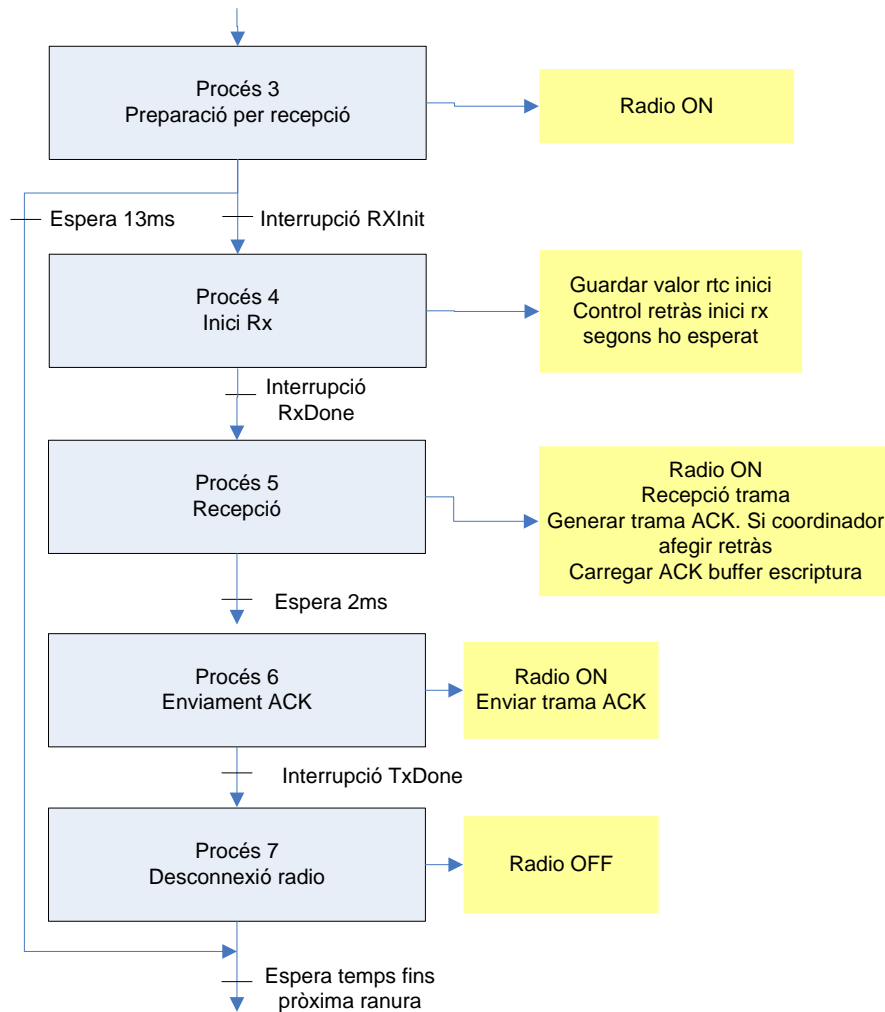 Procés 3
Preparació per recepció
Radio ON
Espera 13ms
Interrupció RXInit
Procés 4
Inici Rx
Guardar valor rtc inici
Control retràs inici rx
segons ho esperat
Interrupció
RxDone
Procés 5
Recepció
Radio ON
Recepció trama
Generar trama ACK. Si coordinador
afegir retràs
Carregar ACK buffer escriptura
Espera 2ms
Procés 6
Enviament ACK
Radio ON
Enviar trama ACK
Interrupció TxDone
Procés 7
Desconnexió radio
Radio OFF
Espera temps fins
pròxima ranura